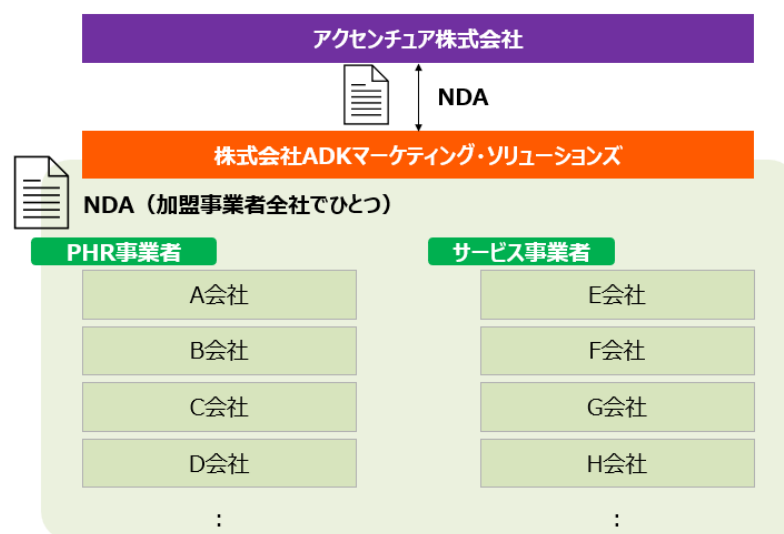 アクセンチュア株式会社
NDA
株式会社ADKマーケティング・ソリューションズ
NDA（加盟事業者全社でひとつ）
PHR事業者
サービス事業者
A会社
E会社
B会社
F会社
C会社
G会社
D会社
H会社
：
：